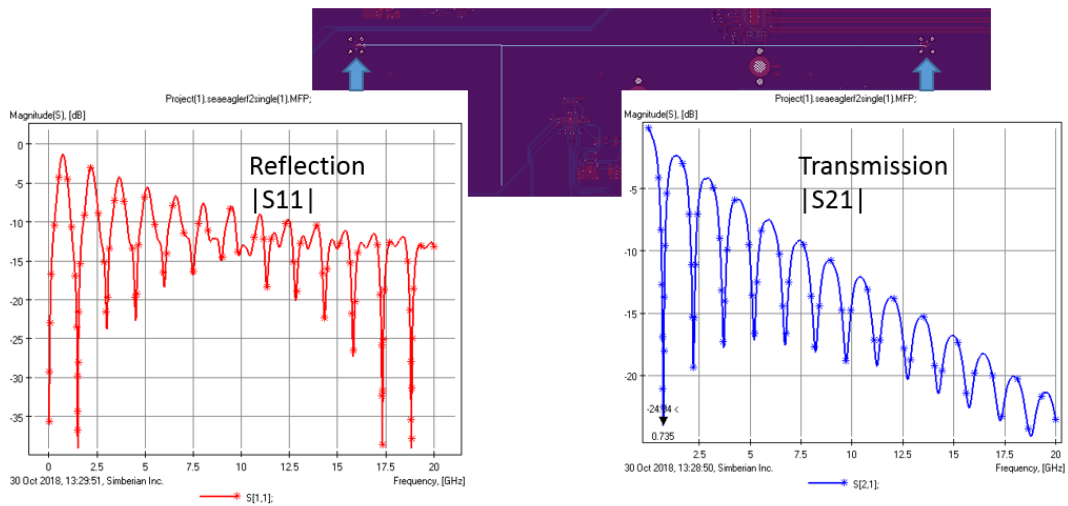 Project(1).seaeaglerf2single(1).MFP;
Magnitude(S), [dB]
Reflection
|S11|
0
-5
-10
-15
-20
-25
-30
-35
0 2.5 5 7.5 10 12.5 15 17.5 20
30 Oct 2018, 13:29:51, Simberian Inc.
Frequency, [GHz]
S[1,1];
Project(1).seaeaglerf2single(1).MFP;
Magnitude(S), [dB]
Transmission
|S21|
-5
-10
-15
-20
0.735
2.5 5 7.5 10 12.5 15 17.5 20
30 Oct 2018, 13:28:50, Simberian Inc.
Frequency, [GHz]
S[2,1];